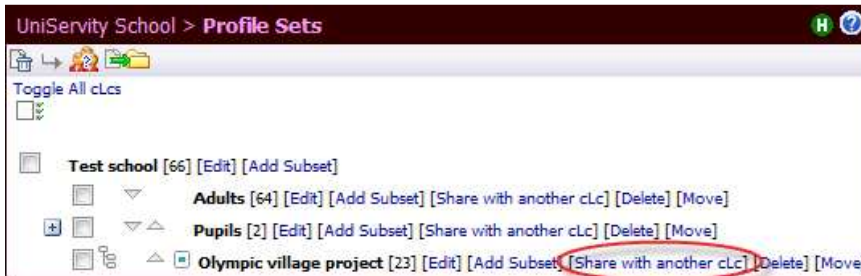 UniServity School > Profile Sets H ?
Toggle All cLcs
Test school [66] [Edit] [Add Subset]
Adults [64] [Edit] [Add Subset] [Share with another cLc] [Delete] [Move]
Pupils [2] [Edit] [Add Subset] [Share with another cLc] [Delete] [Move]
Olympic village project [23] [Edit] [Add Subset] [Share with another cLc] [Delete] [Move